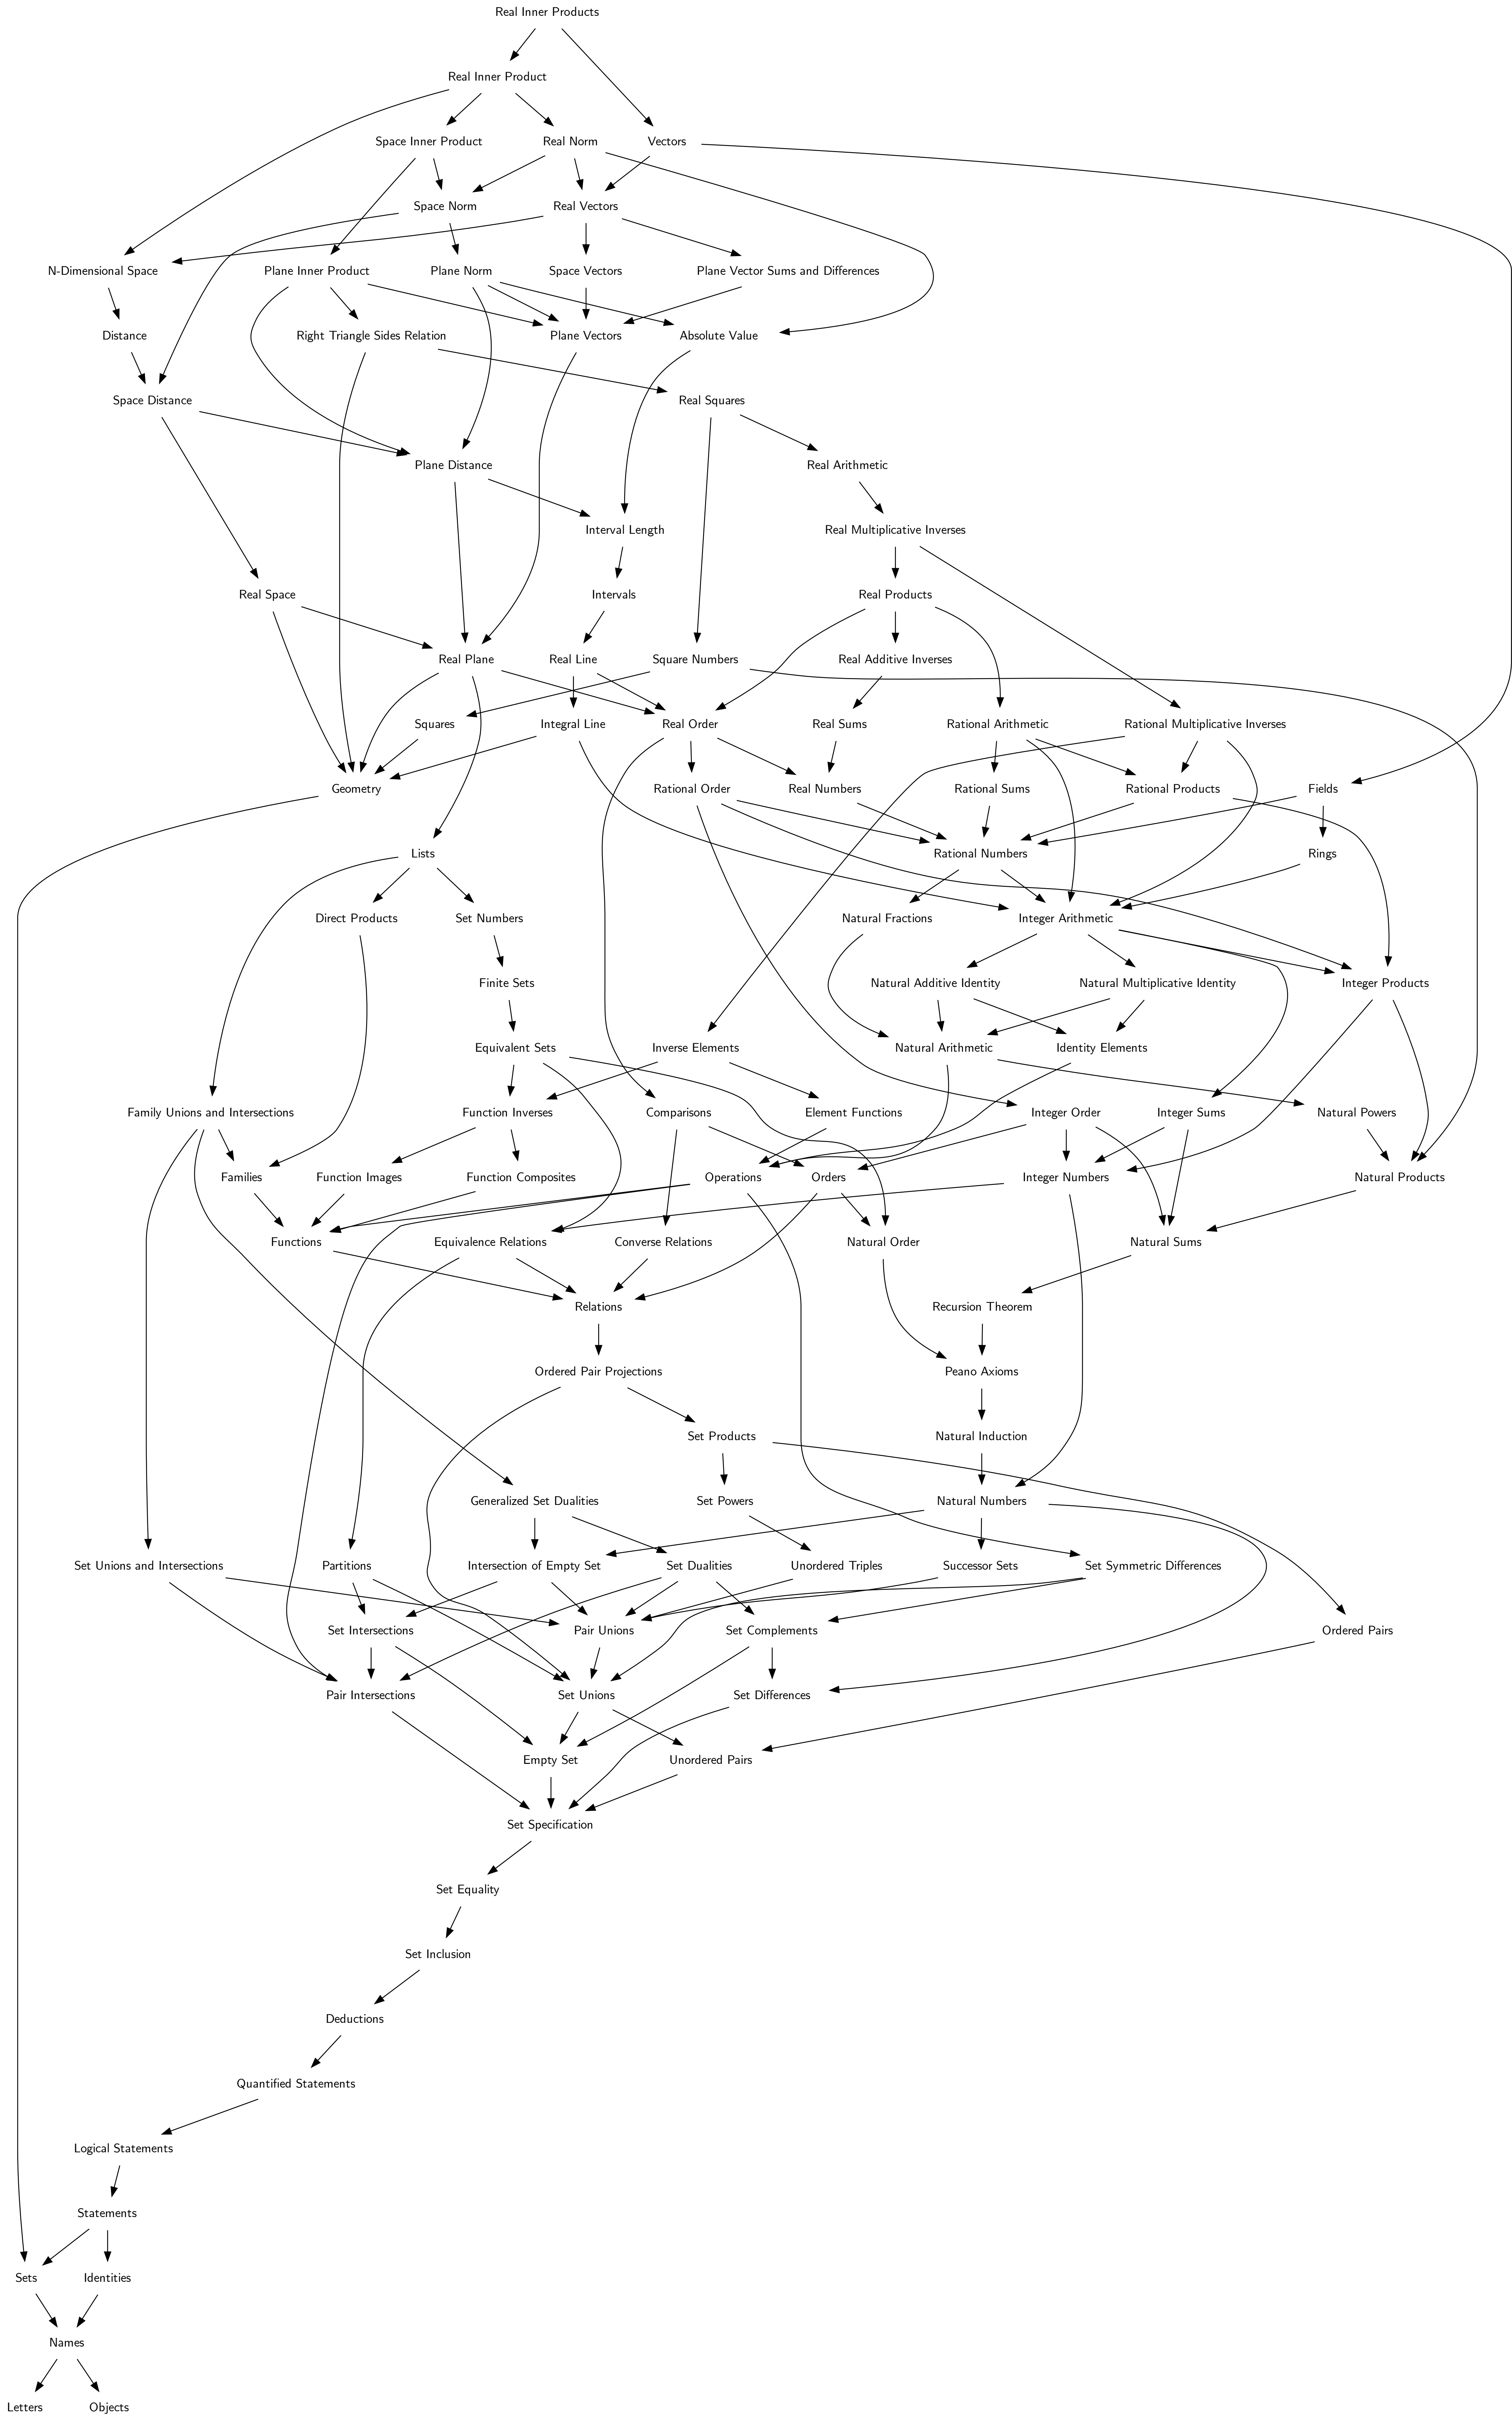 Real Inner Products
Real Inner Product
Space Inner Product
Real Norm
Vectors
Space Norm
Real Vectors
N-Dimensional Space
Plane Inner Product
Plane Norm
Space Vectors
Plane Vector Sums and Differences
Distance
Right Triangle Sides Relation
Plane Vectors
Absolute Value
Space Distance
Real Squares
Plane Distance
Real Arithmetic
Interval Length
Real Multiplicative Inverses
Real Space
Intervals
Real Products
Real Plane
Real Line
Square Numbers
Real Additive Inverses
Squares
Integral Line
Real Order
Real Sums
Rational Arithmetic
Rational Multiplicative Inverses
Geometry
Rational Order
Real Numbers
Rational Sums
Rational Products
Fields
Lists
Rational Numbers
Rings
Direct Products
Set Numbers
Natural Fractions
Integer Arithmetic
Finite Sets
Natural Additive Identity
Natural Multiplicative Identity
Integer Products
Equivalent Sets
Inverse Elements
Natural Arithmetic
Identity Elements
Family Unions and Intersections
Function Inverses
Comparisons
Element Functions
Integer Order
Integer Sums
Natural Powers
Families
Function Images
Function Composites
Operations
Orders
Integer Numbers
Natural Products
Functions
Equivalence Relations
Converse Relations
Natural Order
Natural Sums
Relations
Recursion Theorem
Ordered Pair Projections
Peano Axioms
Set Products
Natural Induction
Generalized Set Dualities
Set Powers
Natural Numbers
Set Unions and Intersections
Partitions
Intersection of Empty Set
Set Dualities
Unordered Triples
Successor Sets
Set Symmetric Differences
Set Intersections
Pair Unions
Set Complements
Ordered Pairs
Pair Intersections
Set Unions
Set Differences
Empty Set
Unordered Pairs
Set Specification
Set Equality
Set Inclusion
Deductions
Quantified Statements
Logical Statements
Statements
Sets
Identities
Names
Letters
Objects